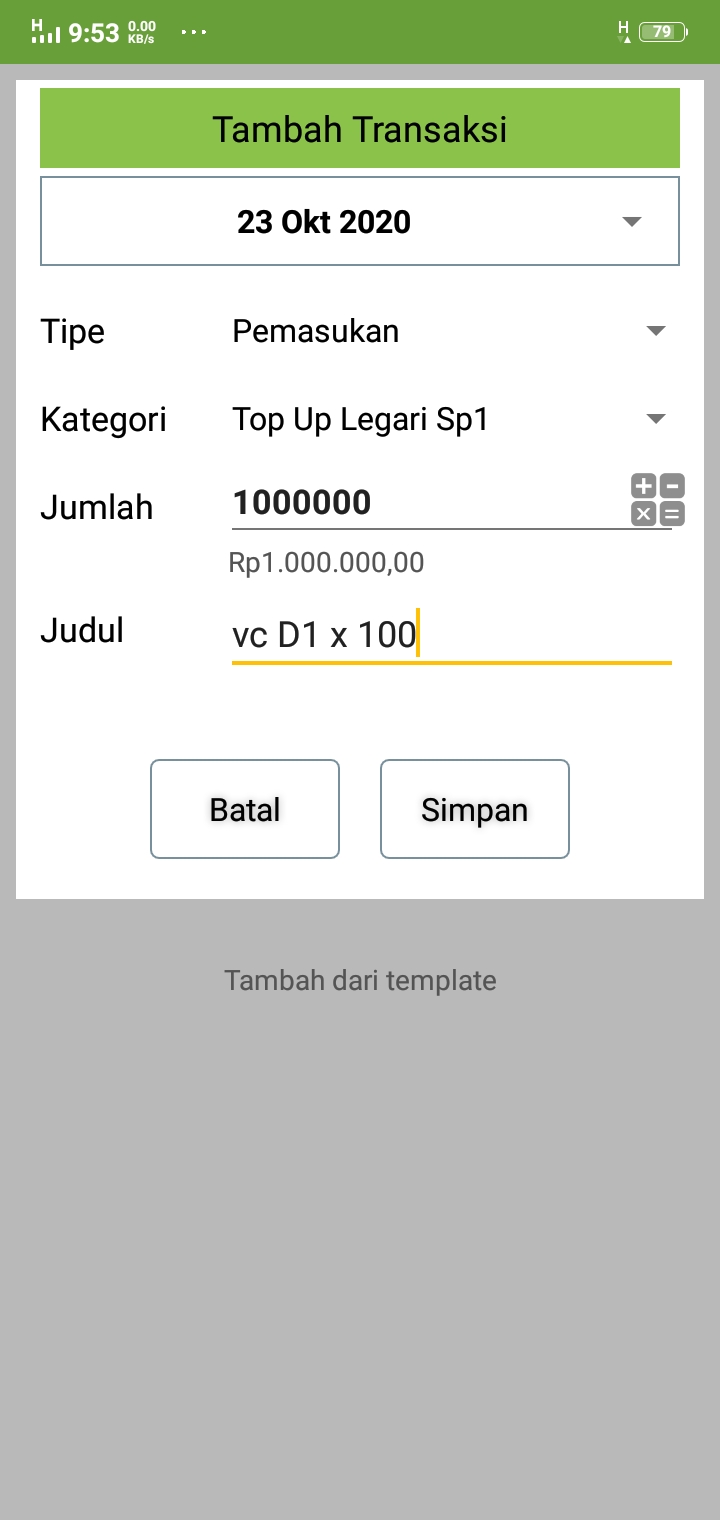 H 9:53 0.00 KB/s ... H 79
Tambah Transaksi
23 Okt 2020
Tipe Pemasukan
Kategori Top Up Legari Sp1
Jumlah 1000000
Rp1.000.000,00
Judul vc D1 x 100
Batal Simpan
Tambah dari template